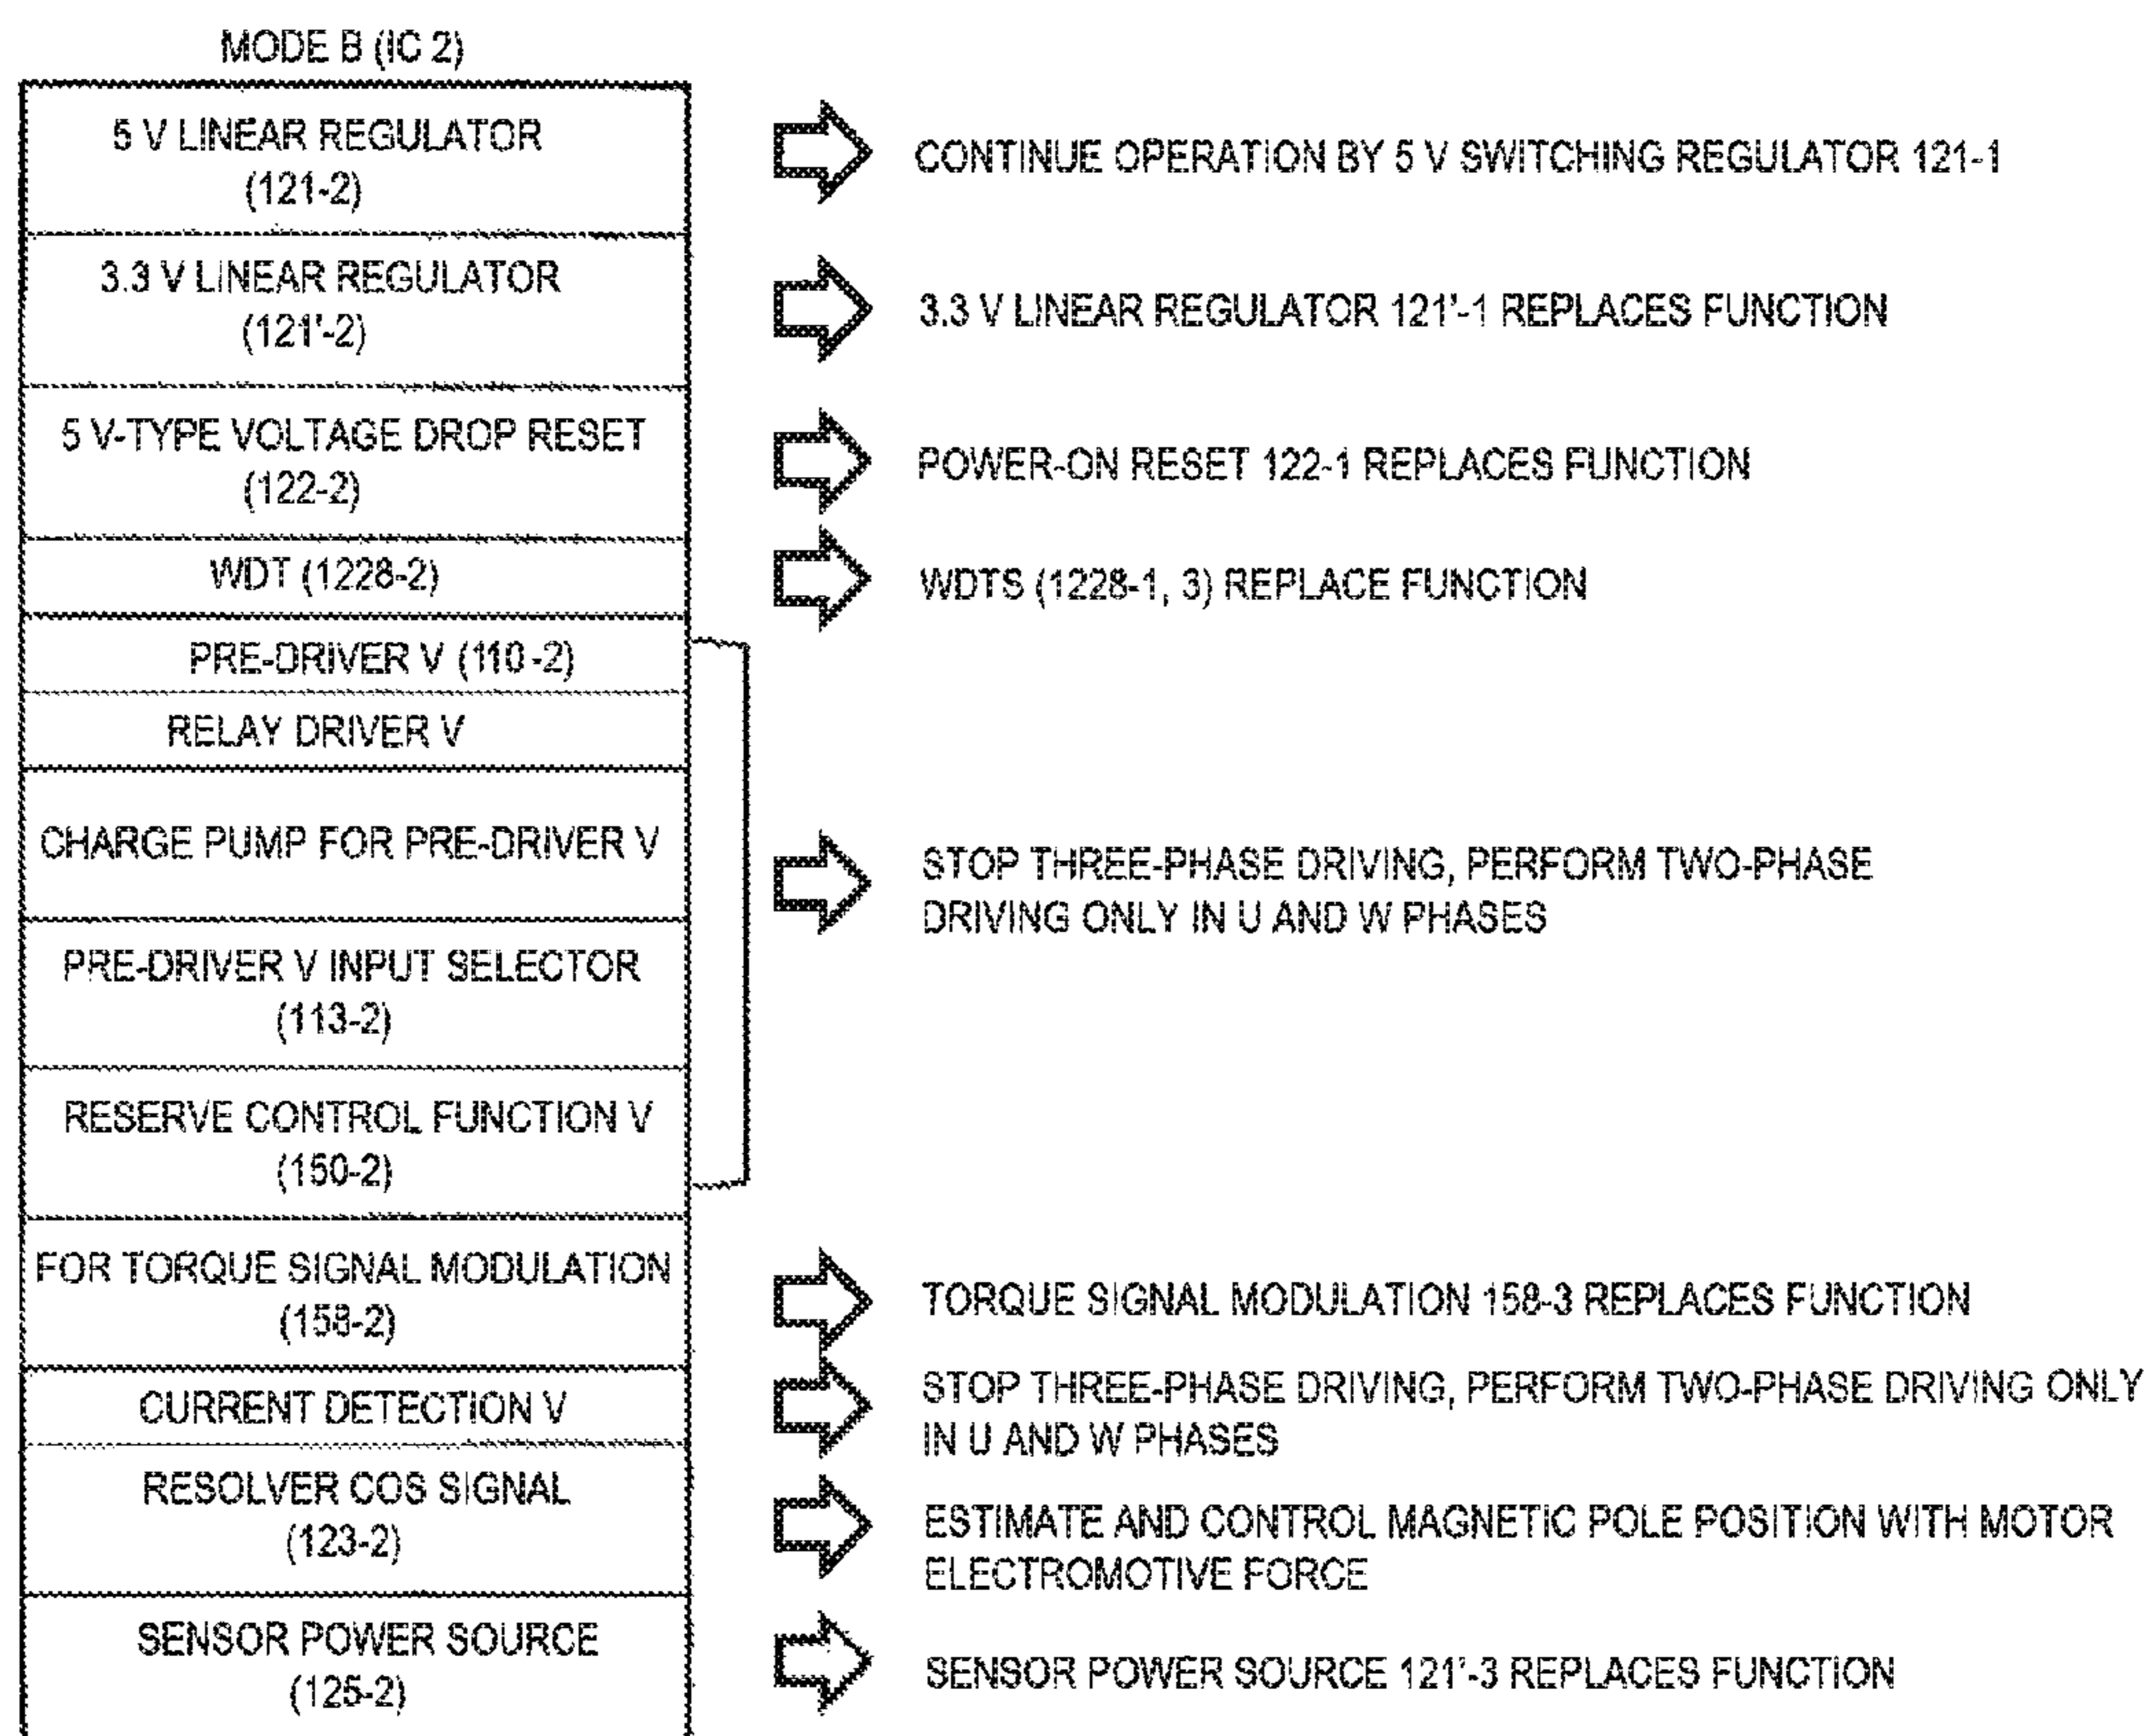 MODE B (IC 2)
5 V LINEAR REGULATOR
(121-2)
CONTINUE OPERATION BY 5 V SWITCHING REGULATOR 121-1
3.3 V LINEAR REGULATOR
(121'-2)
3.3 V LINEAR REGULATOR 121'-1 REPLACES FUNCTION
5 V-TYPE VOLTAGE DROP RESET
(122-2)
POWER-ON RESET 122-1 REPLACES FUNCTION
WDT (1228-2)
WDTS (1228-1, 3) REPLACE FUNCTION
PRE-DRIVER V (110-2)
RELAY DRIVER V
CHARGE PUMP FOR PRE-DRIVER V
PRE-DRIVER V INPUT SELECTOR
(113-2)
RESERVE CONTROL FUNCTION V
(150-2)
STOP THREE-PHASE DRIVING, PERFORM TWO-PHASE
DRIVING ONLY IN U AND W PHASES
FOR TORQUE SIGNAL MODULATION
(158-2)
TORQUE SIGNAL MODULATION 158-3 REPLACES FUNCTION
CURRENT DETECTION V
STOP THREE-PHASE DRIVING, PERFORM TWO-PHASE DRIVING ONLY
IN U AND W PHASES
RESOLVER COS SIGNAL
(123-2)
ESTIMATE AND CONTROL MAGNETIC POLE POSITION WITH MOTOR
ELECTROMOTIVE FORCE
SENSOR POWER SOURCE
(125-2)
SENSOR POWER SOURCE 121'-3 REPLACES FUNCTION